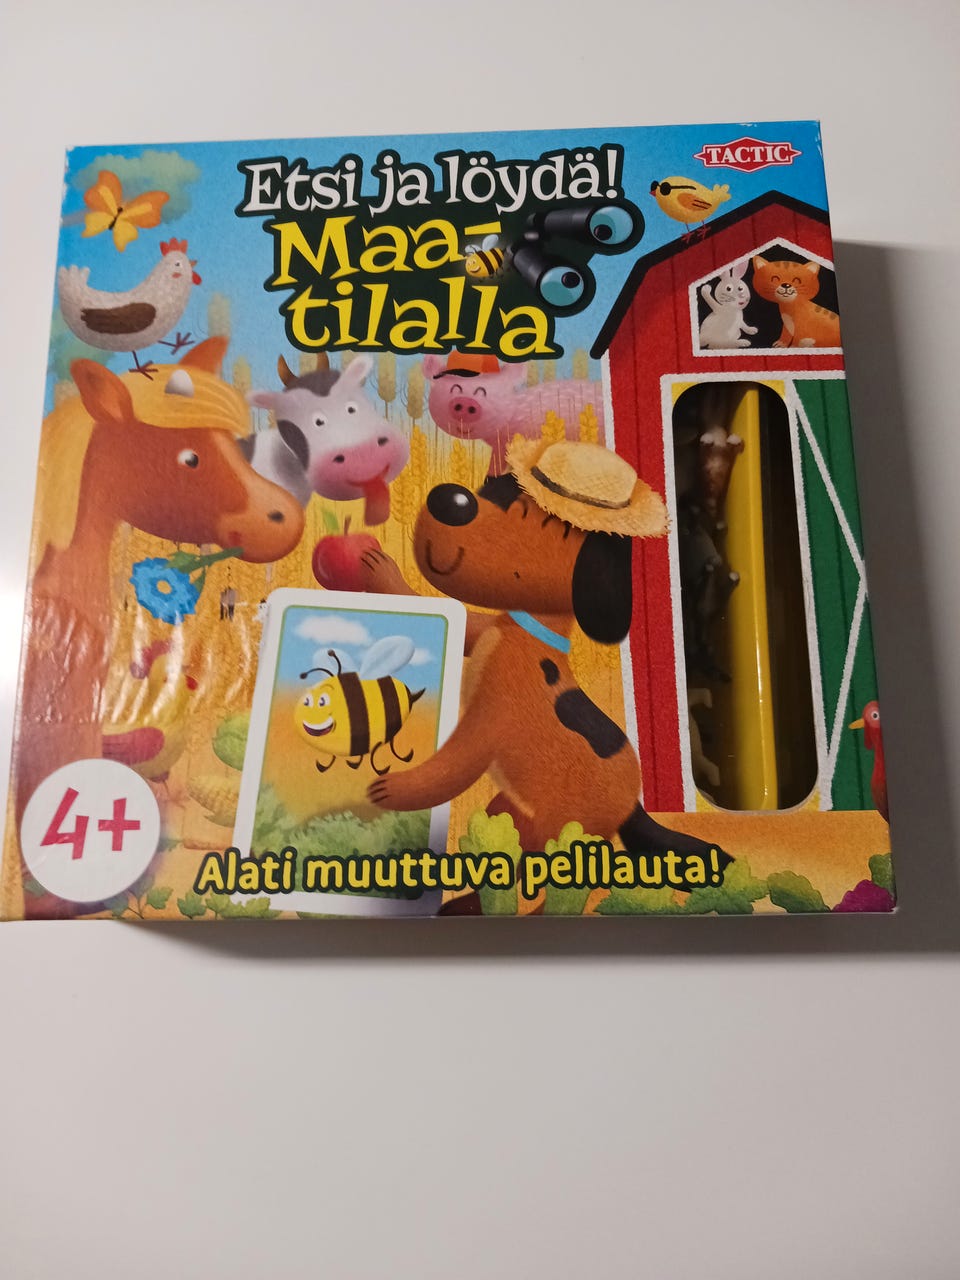 TACTIC
Etsi ja löydä!
Maa-
tilalla
4+
Alati muuttuva pelilauta!